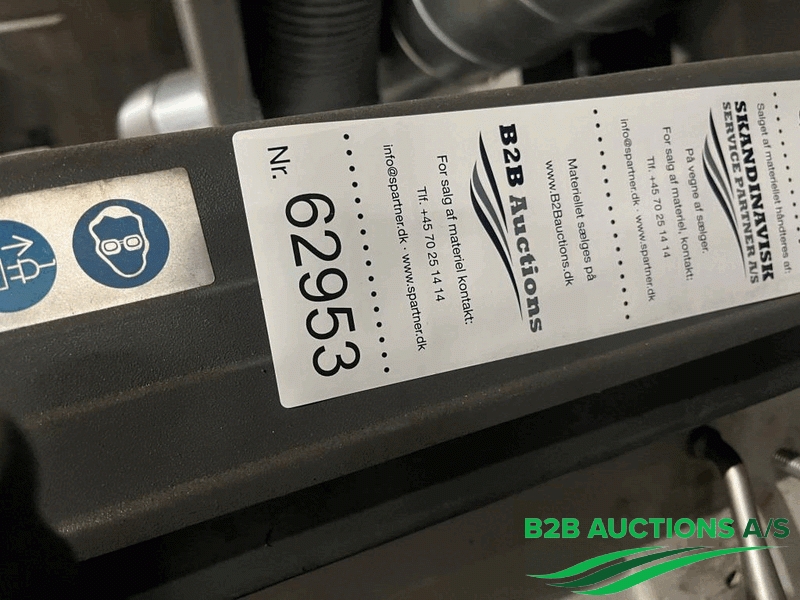 SKANDINAVISK
SERVICE PARTNER A/S
Salget af materiellet håndteres af:
På vegne af sælger.
For salg af materiel, kontakt:
Tlf. +45 70 25 14 14
info@spartner.dk · www.spartner.dk
Materiellet sælges på
www.B2Bauctions.dk
B2B Auctions
For salg af materiel kontakt:
Tlf. +45 70 25 14 14
info@spartner.dk · www.spartner.dk
Nr. 62953
B2B AUCTIONS A/S